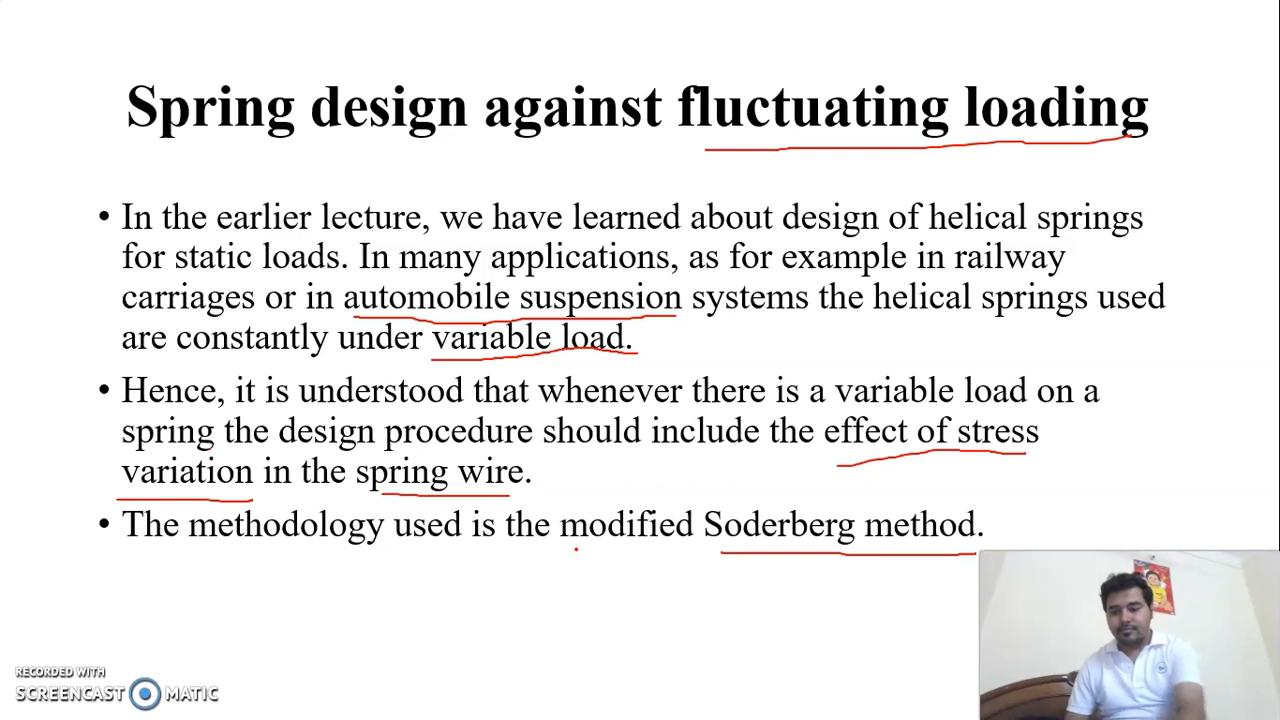 Spring design against fluctuating loading
• In the earlier lecture, we have learned about design of helical springs
for static loads. In many applications, as for example in railway
carriages or in automobile suspension systems the helical springs used
are constantly under variable load.
• Hence, it is understood that whenever there is a variable load on a
spring the design procedure should include the effect of stress
variation in the spring wire.
• The methodology used is the modified Soderberg method.
RECORDED WITH
SCREENCAST MATIC